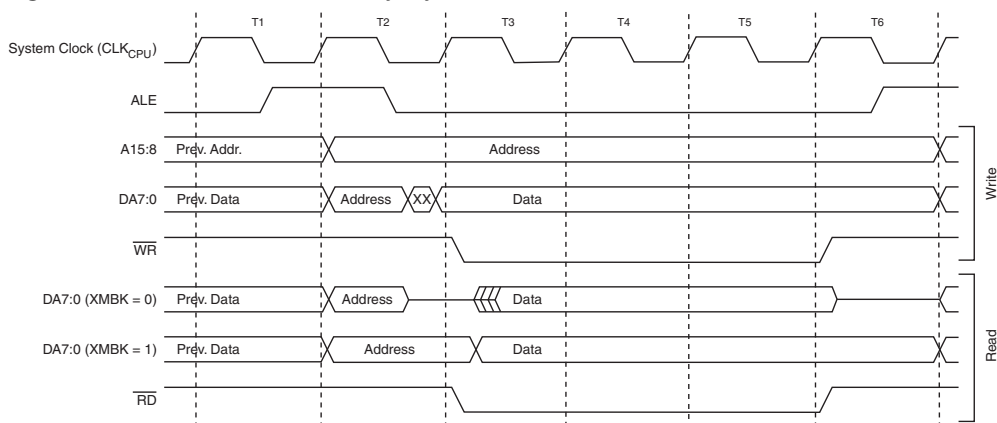 T1 T2 T3 T4 T5 T6
System Clock (CLKCPU)
ALE
A15:8 Prev. Addr. Address
DA7:0 Prev. Data Address XX Data
WR
Write
DA7:0 (XMBK = 0) Prev. Data Address Data
DA7:0 (XMBK = 1) Prev. Data Address Data
RD
Read